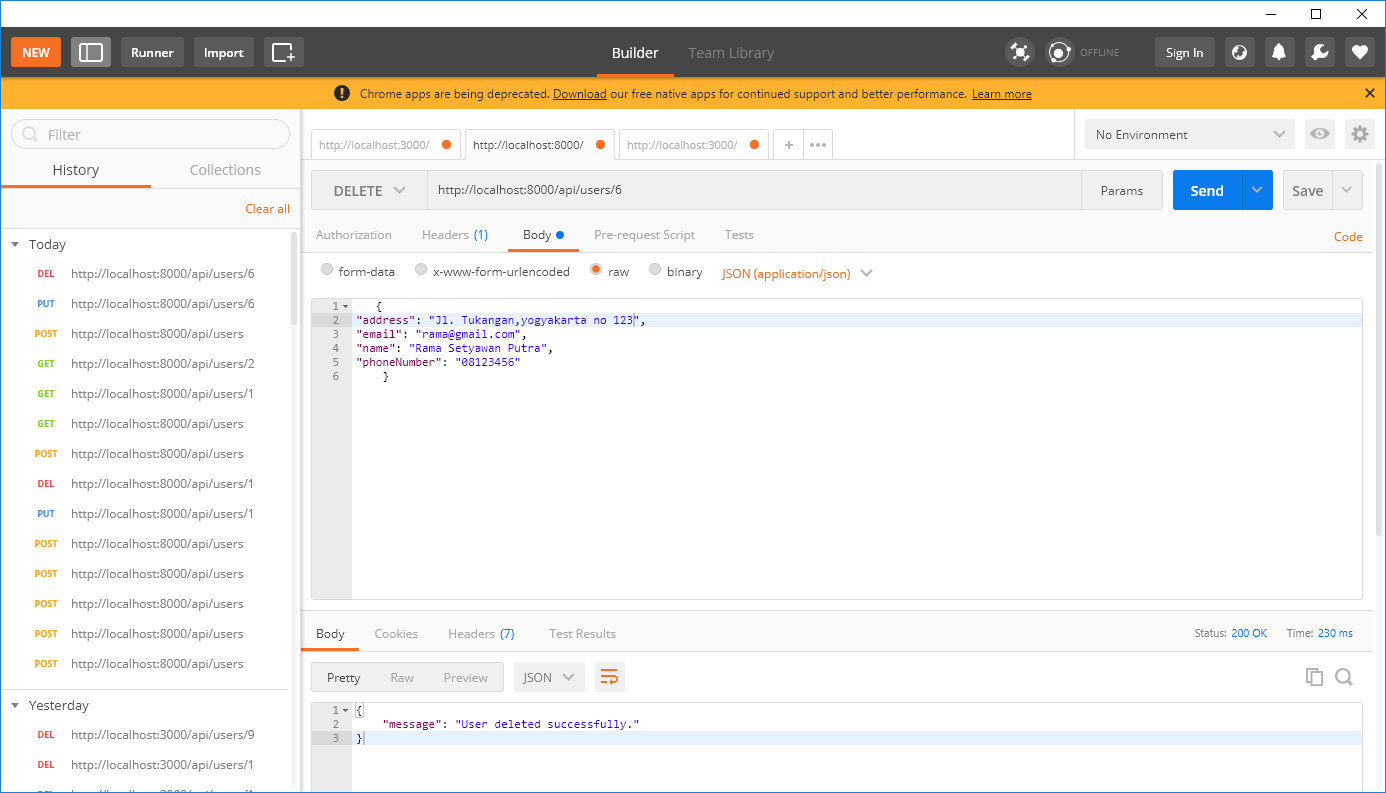 NEW Runner Import Builder Team Library OFFLINE Sign In
Chrome apps are being deprecated. Download our free native apps for continued support and better performance. Learn more
Filter
History Collections
Clear all
Today
DEL http://localhost:8000/api/users/6
PUT http://localhost:8000/api/users/6
POST http://localhost:8000/api/users
GET http://localhost:8000/api/users/2
GET http://localhost:8000/api/users/1
GET http://localhost:8000/api/users
POST http://localhost:8000/api/users
DEL http://localhost:8000/api/users/1
PUT http://localhost:8000/api/users/1
POST http://localhost:8000/api/users
POST http://localhost:8000/api/users
POST http://localhost:8000/api/users
POST http://localhost:8000/api/users
POST http://localhost:8000/api/users
Yesterday
DEL http://localhost:3000/api/users/9
DEL http://localhost:3000/api/users/1
http://localhost:3000/ http://localhost:8000/ http://localhost:3000/ + ••• No Environment
DELETE http://localhost:8000/api/users/6 Params Send Save
Authorization Headers (1) Body Pre-request Script Tests Code
form-data x-www-form-urlencoded raw binary JSON (application/json)
1 {
2 "address": "Jl. Tukangan,yogyakarta no 123",
3 "email": "rama@gmail.com",
4 "name": "Rama Setyawan Putra",
5 "phoneNumber": "08123456"
6 }
Body Cookies Headers (7) Test Results Status: 200 OK Time: 230 ms
Pretty Raw Preview JSON
1 {
2 "message": "User deleted successfully."
3 }